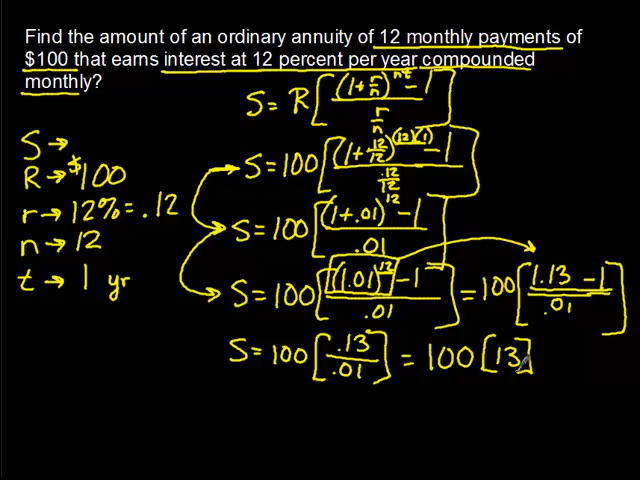 Find the amount of an ordinary annuity of 12 monthly payments of
$100 that earns interest at 12 percent per year compounded
monthly?
S = R [ (1 + r/n)^nt - 1 / r/n ]
S →
S = 100 [ (1 + .12/12)^(12)(1) - 1 / .12/12 ]
R → $100
r → 12% = .12
S = 100 [ (1 + .01)^12 - 1 / .01 ]
n → 12
t → 1 yr
S = 100 [ (1.01)^12 - 1 / .01 ] = 100 [ 1.13 - 1 / .01 ]
S = 100 [ .13 / .01 ] = 100 [13]